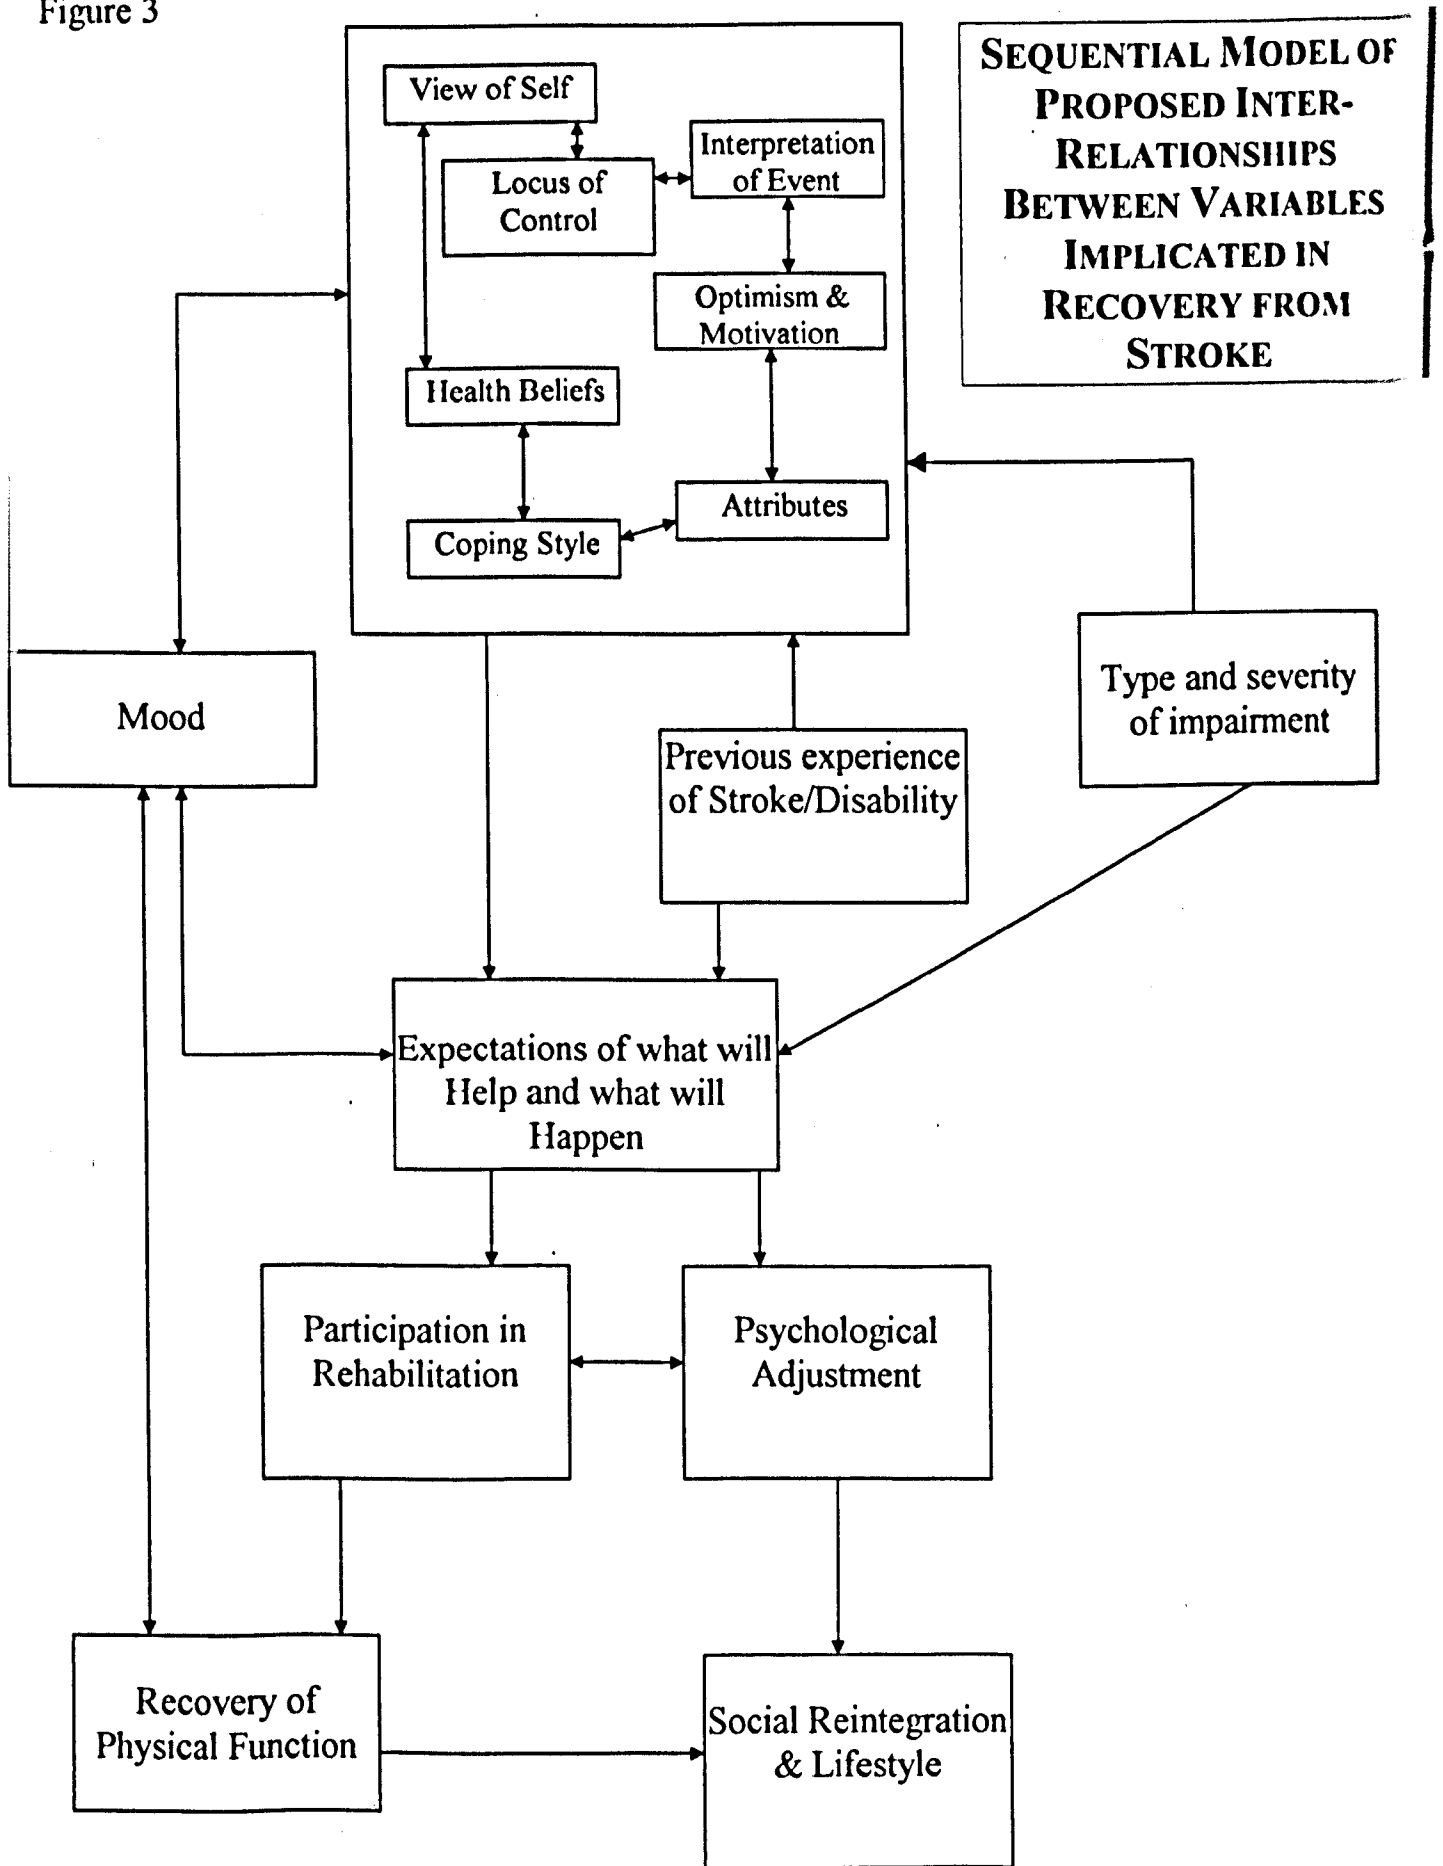 Figure 3
SEQUENTIAL MODEL OF
PROPOSED INTER-
RELATIONSHIPS
BETWEEN VARIABLES
IMPLICATED IN
RECOVERY FROM
STROKE
View of Self
Locus of
Control
Interpretation
of Event
Optimism &
Motivation
Health Beliefs
Attributes
Coping Style
Mood
Previous experience
of Stroke/Disability
Type and severity
of impairment
Expectations of what will
Help and what will
Happen
Participation in
Rehabilitation
Psychological
Adjustment
Recovery of
Physical Function
Social Reintegration
& Lifestyle